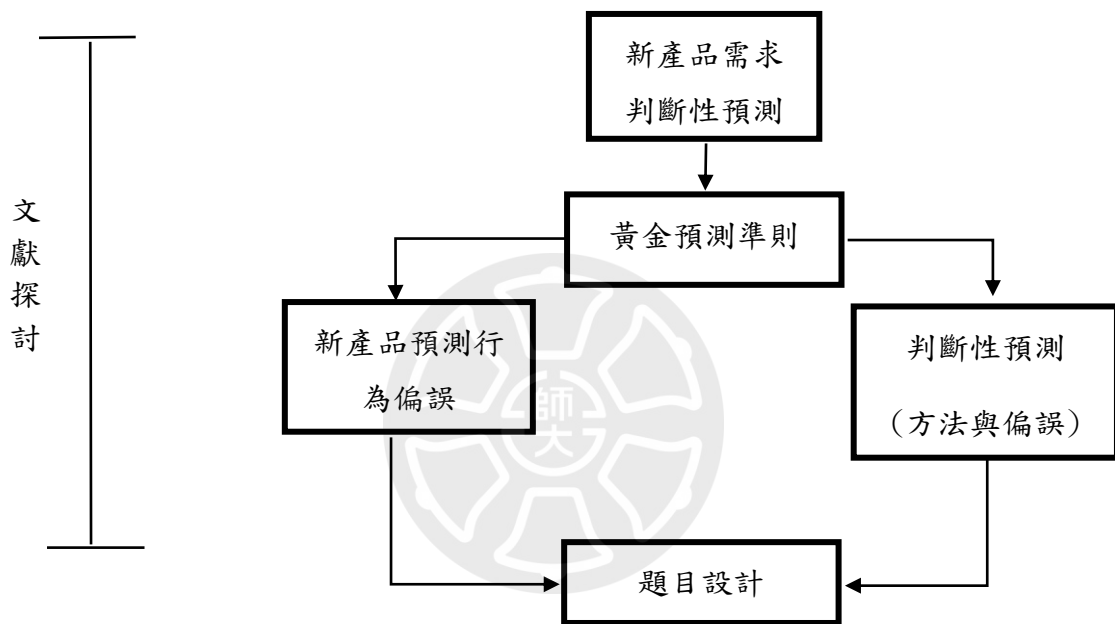 新產品需求
判斷性預測
文
獻
探
討
黃金預測準則
新產品預測行
為偏誤
判斷性預測
（方法與偏誤）
師
大
題目設計